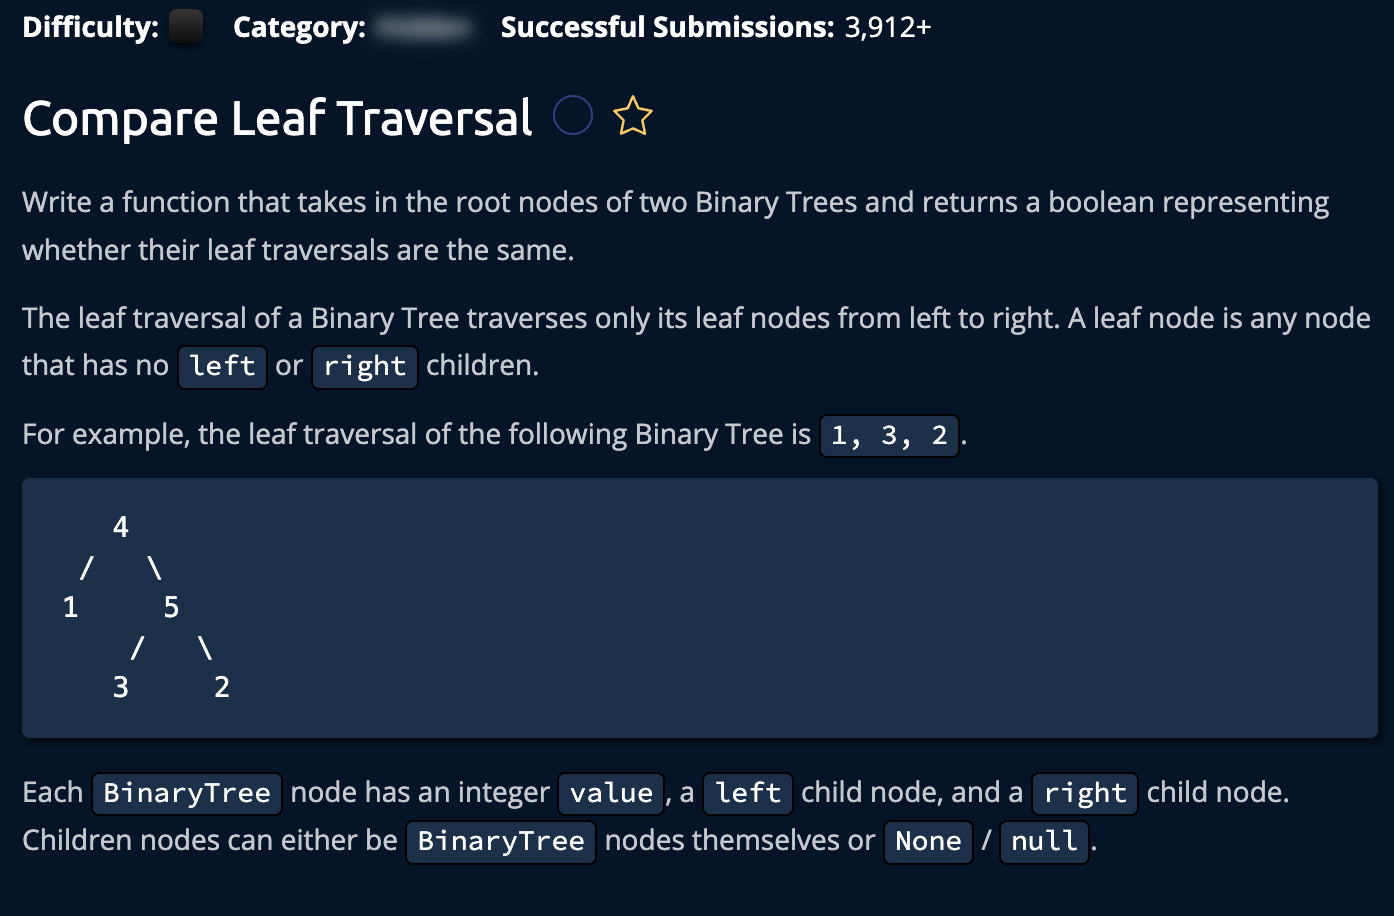 Difficulty: Category: Successful Submissions: 3,912+
Compare Leaf Traversal
Write a function that takes in the root nodes of two Binary Trees and returns a boolean representing
whether their leaf traversals are the same.
The leaf traversal of a Binary Tree traverses only its leaf nodes from left to right. A leaf node is any node
that has no left or right children.
For example, the leaf traversal of the following Binary Tree is 1, 3, 2.
4
/ \
1 5
/ \
3 2
Each BinaryTree node has an integer value, a left child node, and a right child node.
Children nodes can either be BinaryTree nodes themselves or None / null.